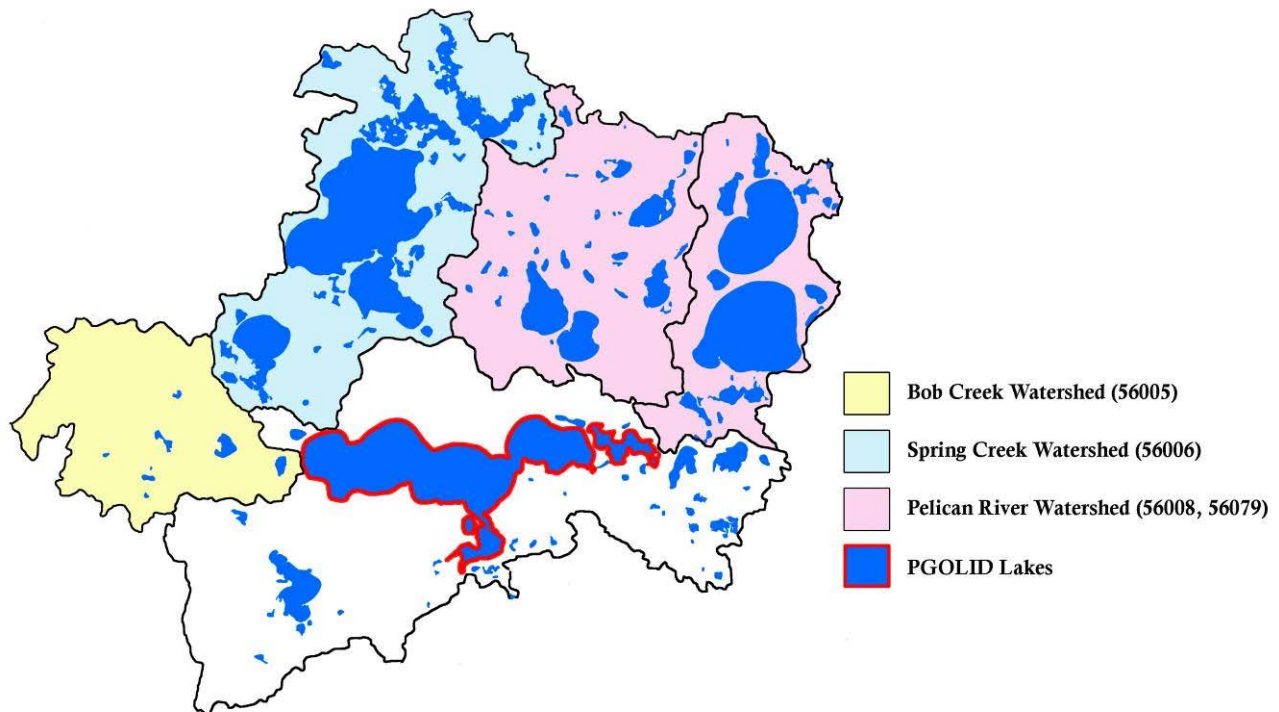 Bob Creek Watershed (56005)
Spring Creek Watershed (56006)
Pelican River Watershed (56008, 56079)
PGOLID Lakes